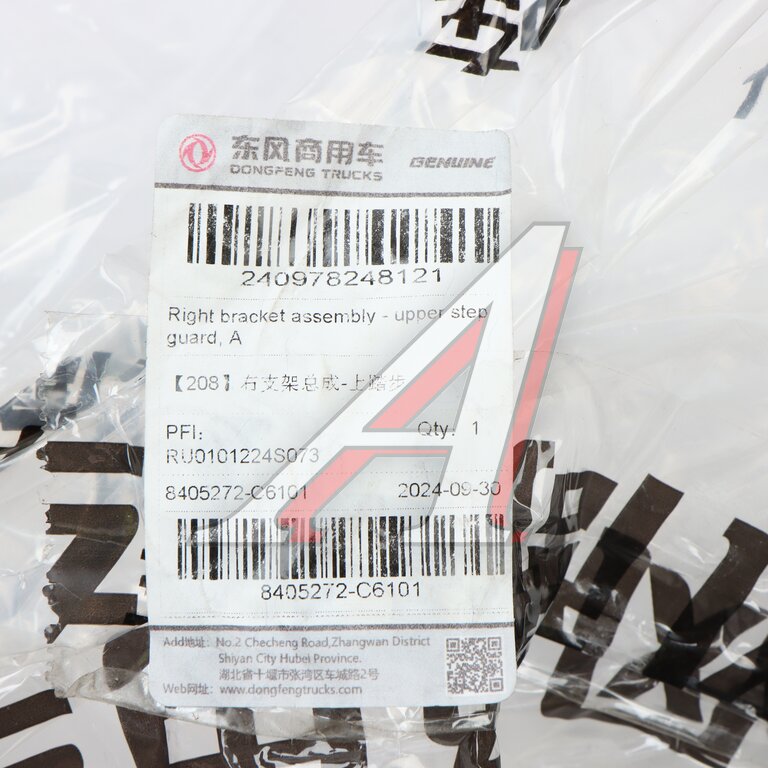 东风商用车
DONGFENG TRUCKS
GENUINE
240978248121
Right bracket assembly - upper step
guard, A
【208】右支架总成-上踏步
PFI: Qty: 1
RU0101224S073
8405272-C6101 2024-09-30
8405272-C6101
Add地址: No.2 Checheng Road,Zhangwan District
Shiyan City Hubei Province.
湖北省十堰市张湾区车城路2号
Web网址: www.dongfengtrucks.com